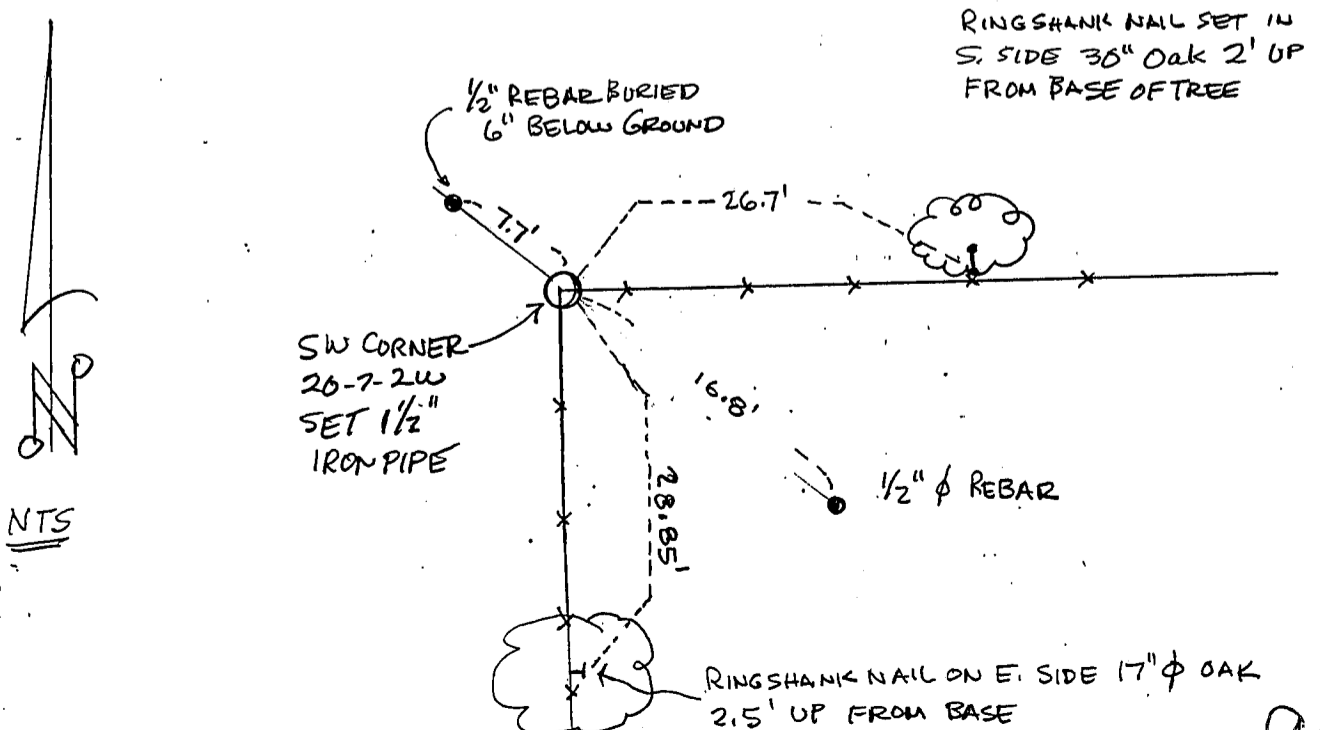 RINGSHANK NAIL SET IN
S. SIDE 30" Oak 2' UP
FROM BASE OF TREE
1/2" REBAR BURIED
6" BELOW GROUND
26.7'
7.7'
SW CORNER
20-7-2W
SET 1 1/2"
IRON PIPE
16.8'
N
1/2" ϕ REBAR
28.85'
NTS
RINGSHANK NAIL ON E. SIDE 17" ϕ OAK
2.5' UP FROM BASE